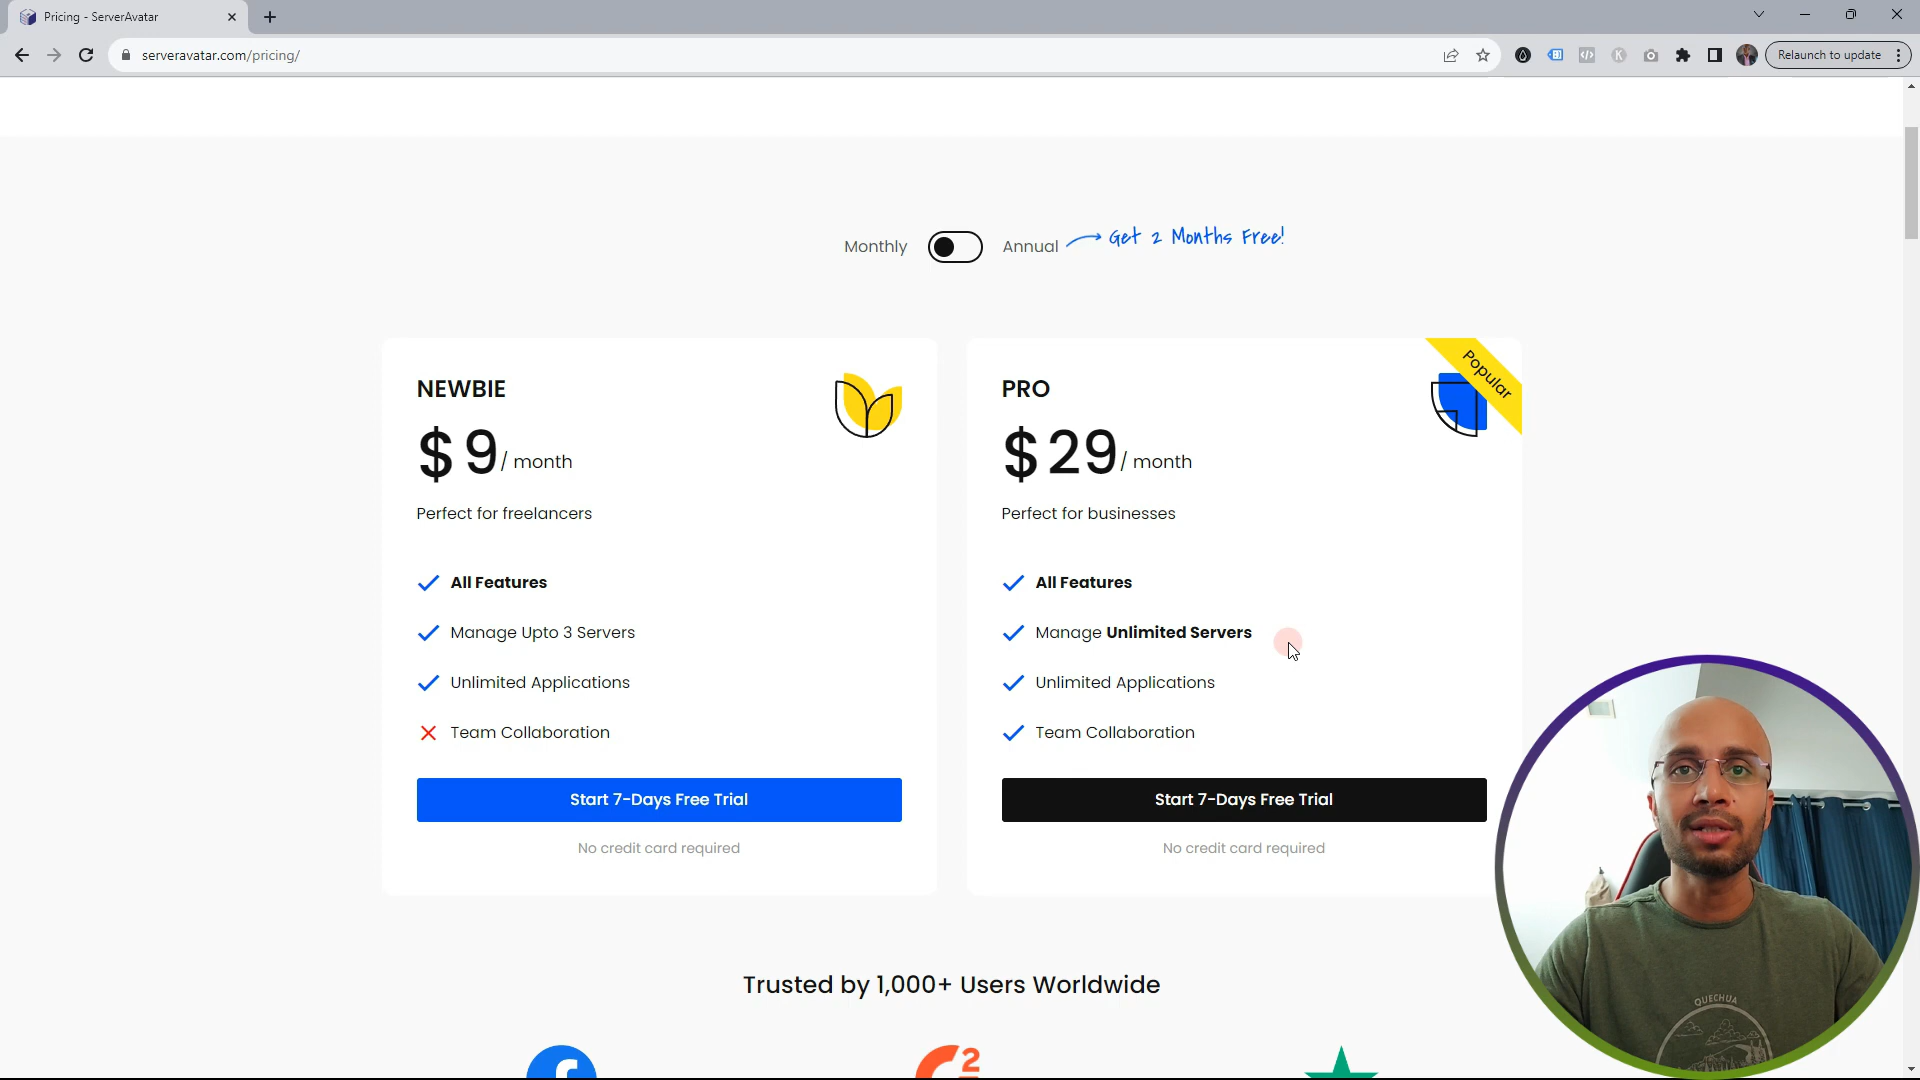 Pricing - ServerAvatar
serveravatar.com/pricing/
Relaunch to update
Monthly
Annual
Get 2 Months Free!
NEWBIE
$9/ month
Perfect for freelancers
All Features
Manage Upto 3 Servers
Unlimited Applications
Team Collaboration
Start 7-Days Free Trial
No credit card required
Popular
PRO
$29/ month
Perfect for businesses
All Features
Manage Unlimited Servers
Unlimited Applications
Team Collaboration
Start 7-Days Free Trial
No credit card required
Trusted by 1,000+ Users Worldwide
QUECHUA